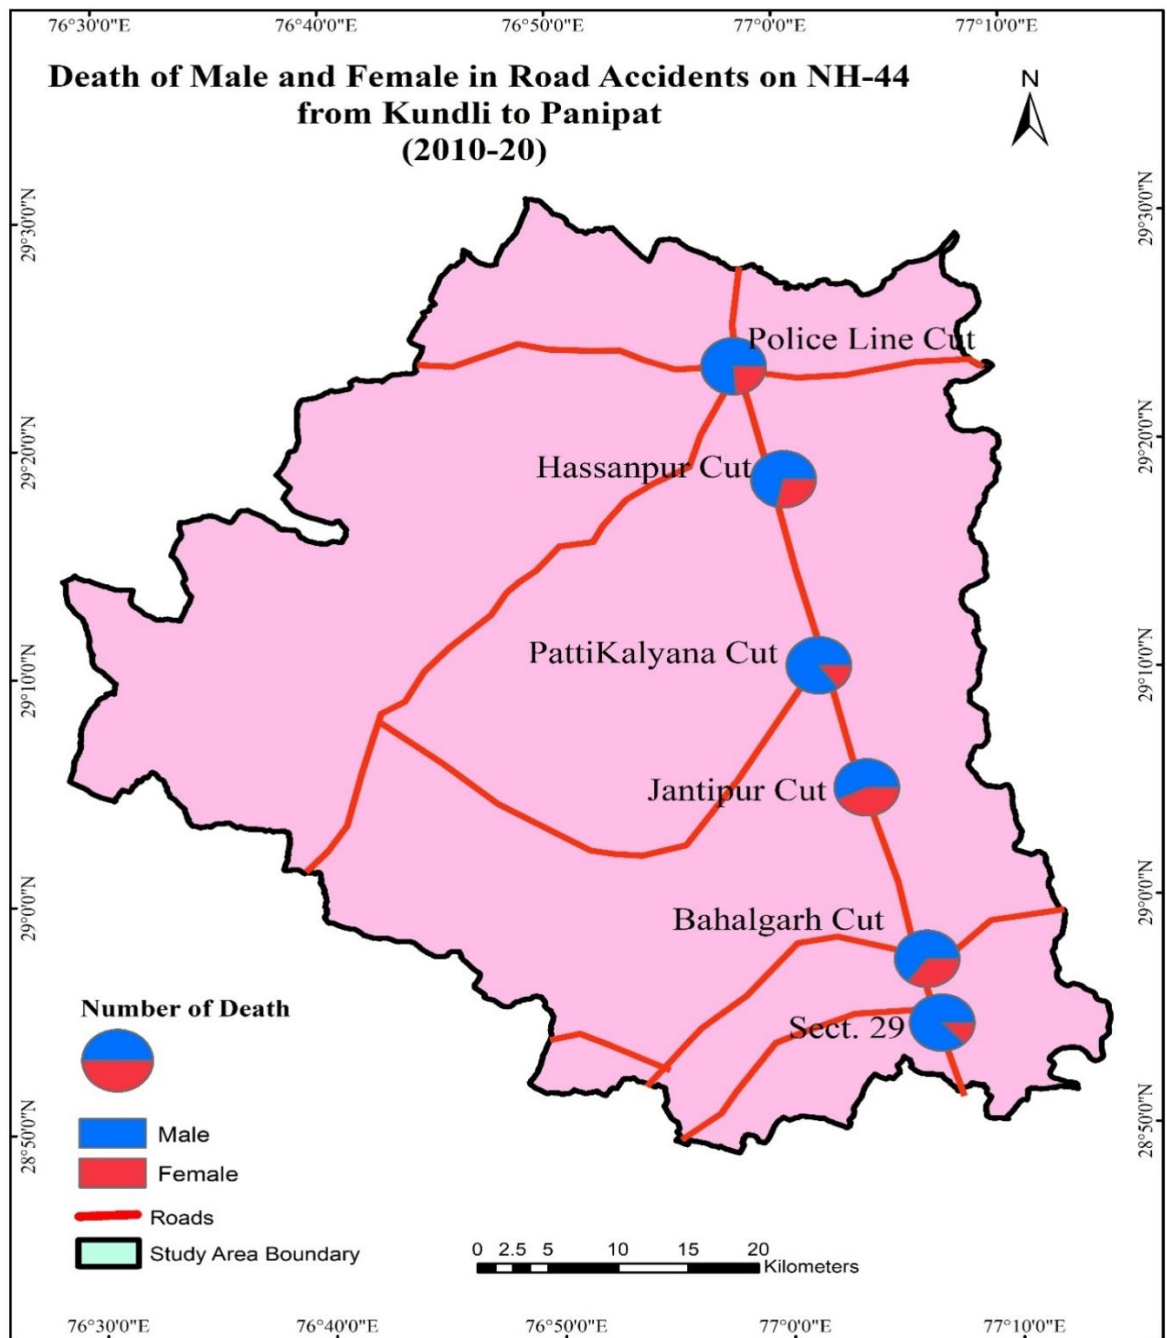 76°30'0"E 76°40'0"E 76°50'0"E 77°0'0"E 77°10'0"E
Death of Male and Female in Road Accidents on NH-44
from Kundli to Panipat
(2010-20)
N
29°30'0"N
29°30'0"N
Police Line Cut
29°20'0"N
29°20'0"N
Hassanpur Cut
PattiKalyana Cut
29°10'0"N
29°10'0"N
Jantipur Cut
29°0'0"N
29°0'0"N
Bahalgarh Cut
Sect. 29
28°50'0"N
28°50'0"N
Number of Death
Male
Female
Roads
Study Area Boundary
0 2.5 5 10 15 20
Kilometers
76°30'0"E 76°40'0"E 76°50'0"E 77°0'0"E 77°10'0"E